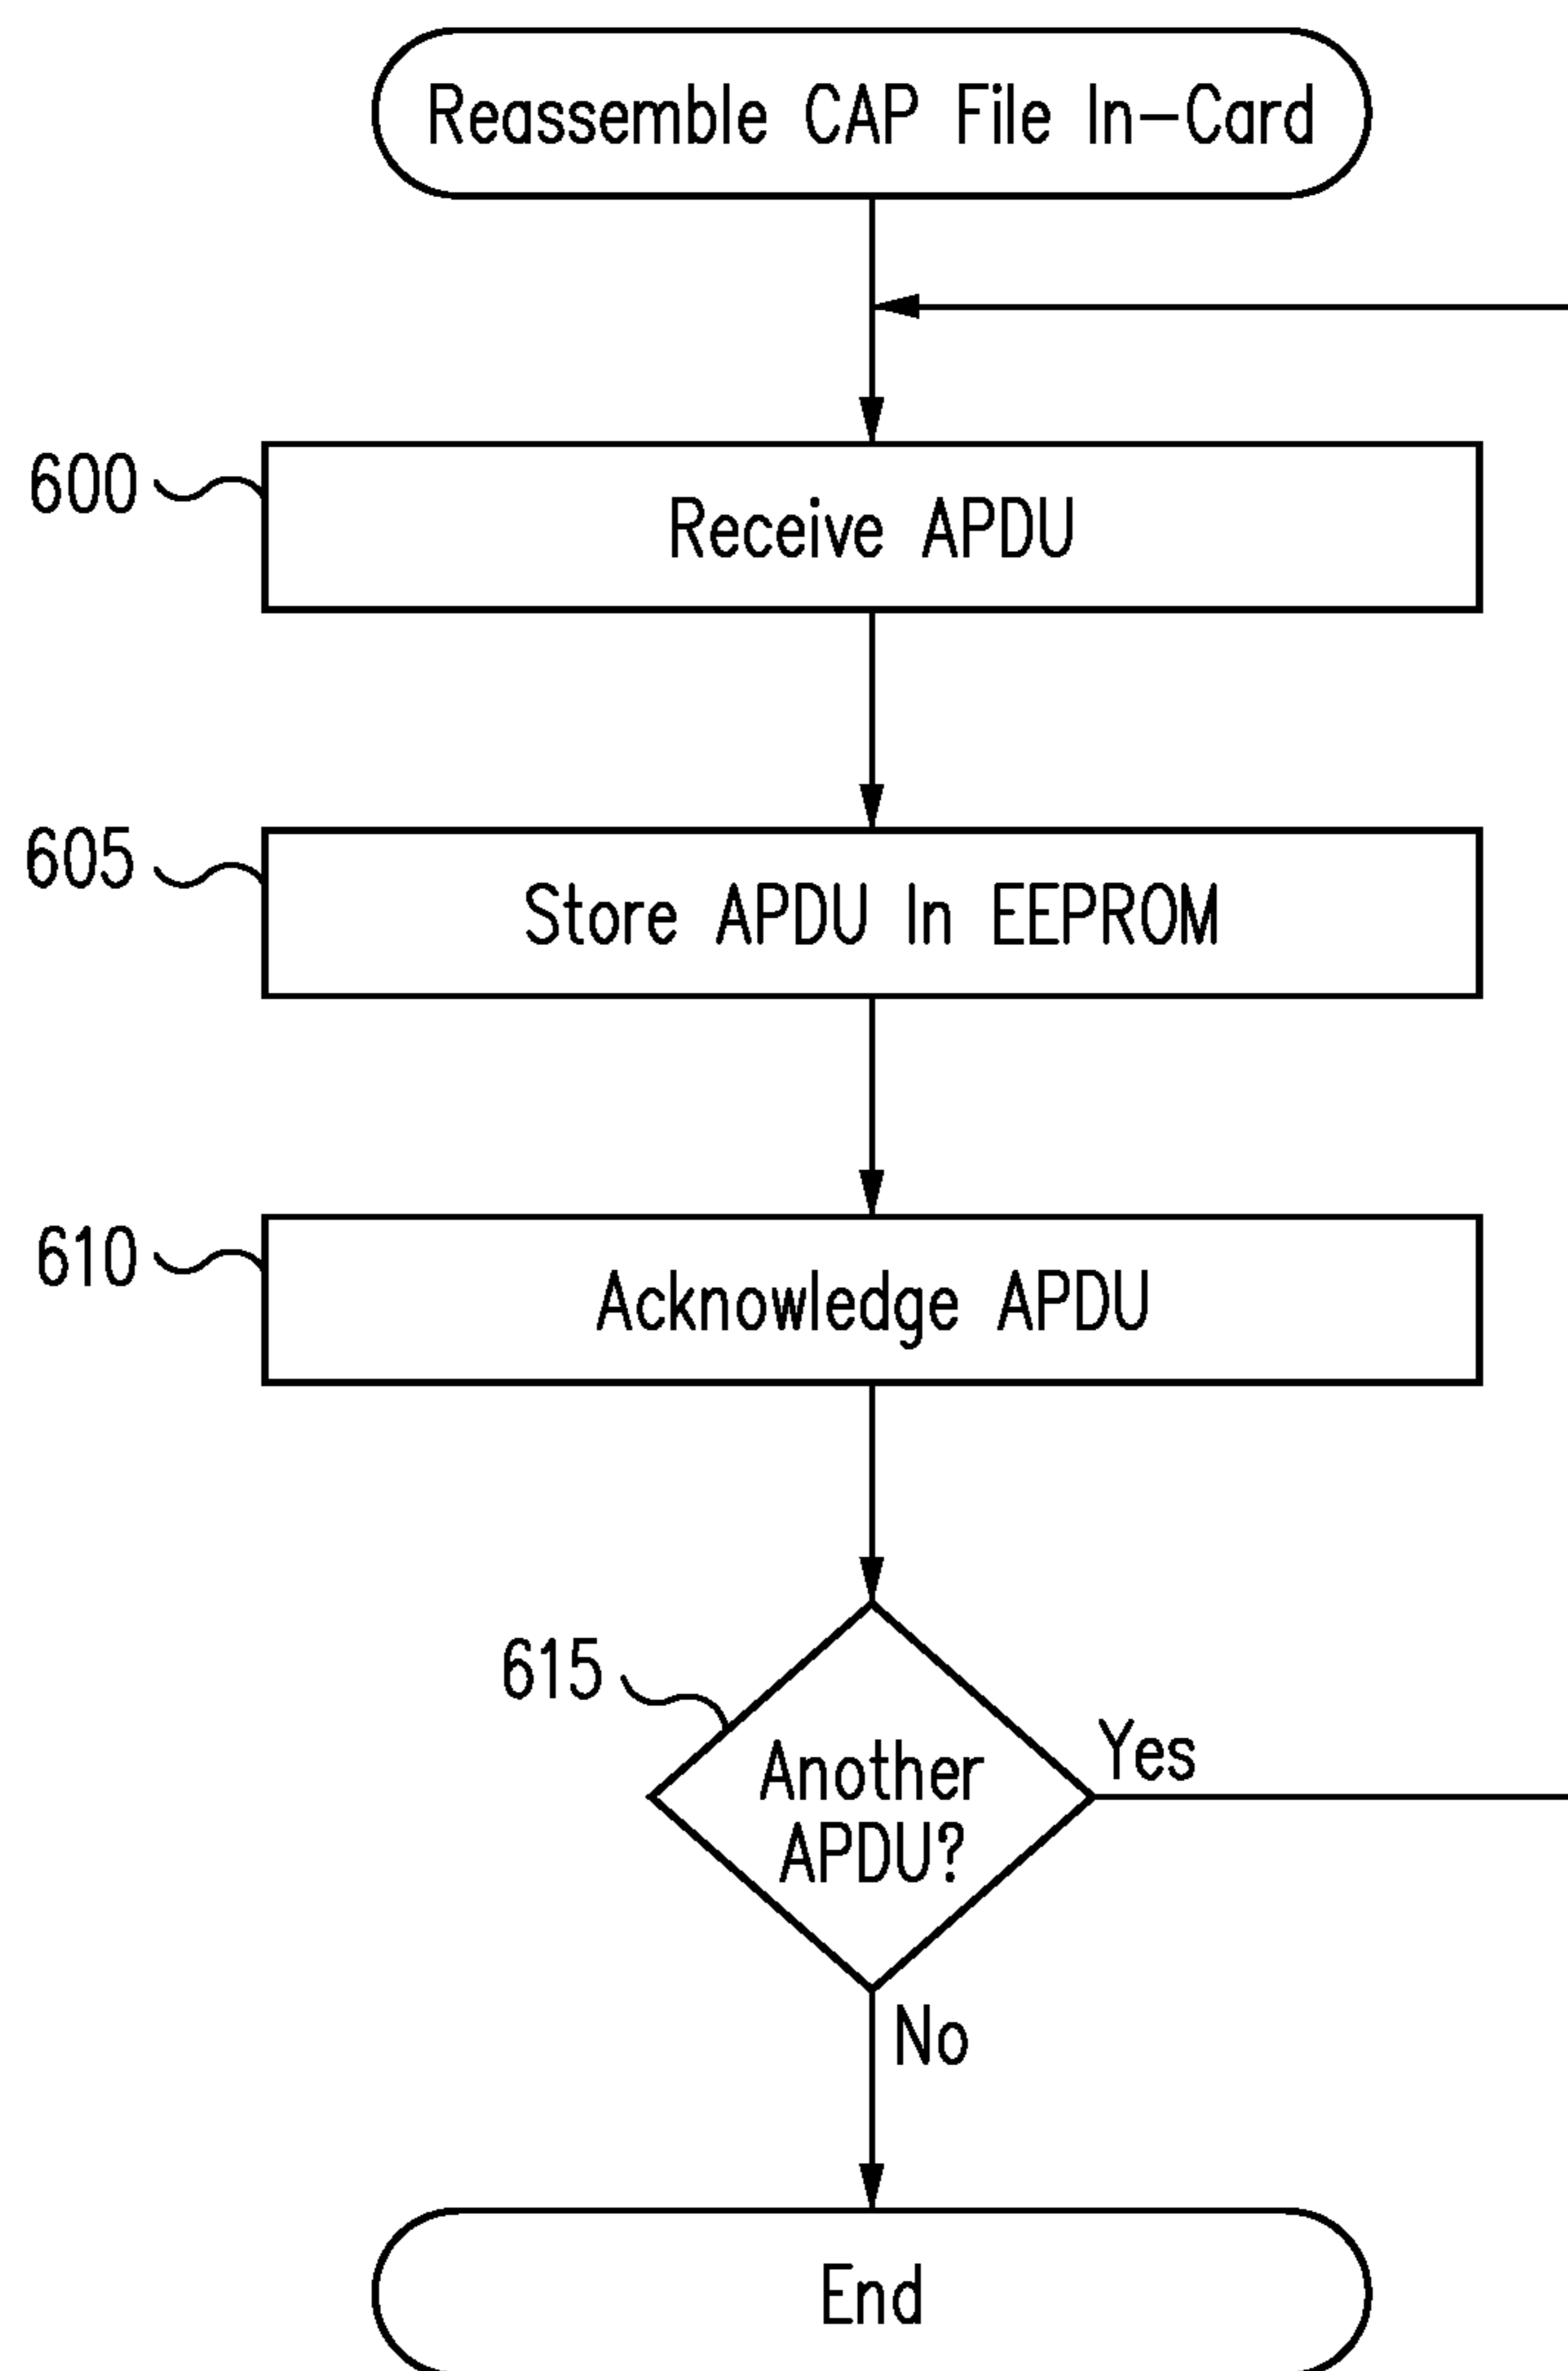 Reassemble CAP File In-Card
600
Receive APDU
605
Store APDU In EEPROM
610
Acknowledge APDU
615
Another
APDU?
Yes
No
End